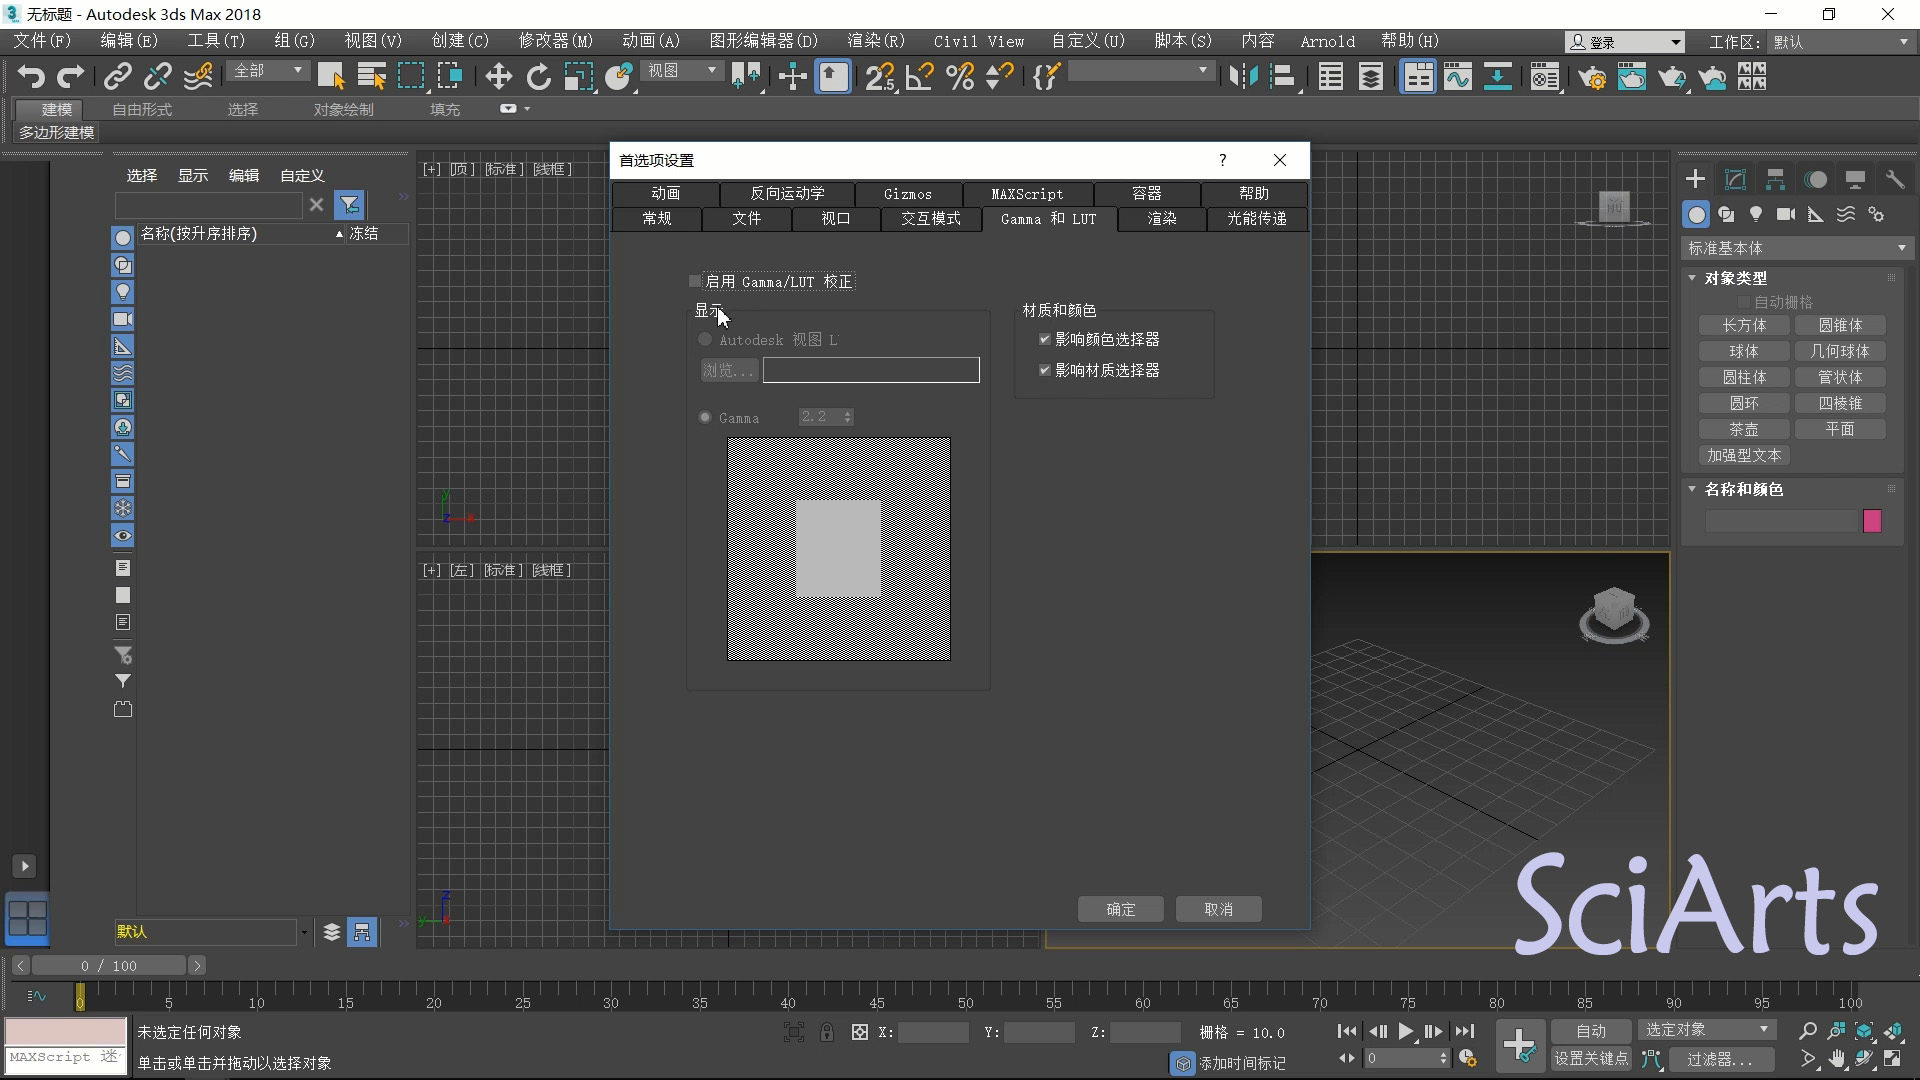 无标题 - Autodesk 3ds Max 2018
文件(F) 编辑(E) 工具(T) 组(G) 视图(V) 创建(C) 修改器(M) 动画(A) 图形编辑器(D) 渲染(R) Civil View 自定义(U) 脚本(S) 内容 Arnold 帮助(H) 登录 工作区: 默认
全部 视图
建模 自由形式 选择 对象绘制 填充
多边形建模
选择 显示 编辑 自定义
名称(按升序排序) 冻结
[+] [顶] [标准] [线框]
[+] [左] [标准] [线框]
首选项设置
动画 反向运动学 Gizmos MAXScript 容器 帮助
常规 文件 视口 交互模式 Gamma 和 LUT 渲染 光能传递
启用 Gamma/LUT 校正
显示
Autodesk 视图 L
浏览...
Gamma 2.2
材质和颜色
影响颜色选择器
影响材质选择器
确定 取消
前
标准基本体
对象类型
自动栅格
长方体 圆锥体
球体 几何球体
圆柱体 管状体
圆环 四棱锥
茶壶 平面
加强型文本
名称和颜色
SciArts
默认
0 / 100
0 5 10 15 20 25 30 35 40 45 50 55 60 65 70 75 80 85 90 95 100
未选定任何对象 X: Y: Z: 栅格 = 10.0 自动 选定对象
MAXScript 迷 单击或单击并拖动以选择对象 添加时间标记 0 设置关键点 过滤器...